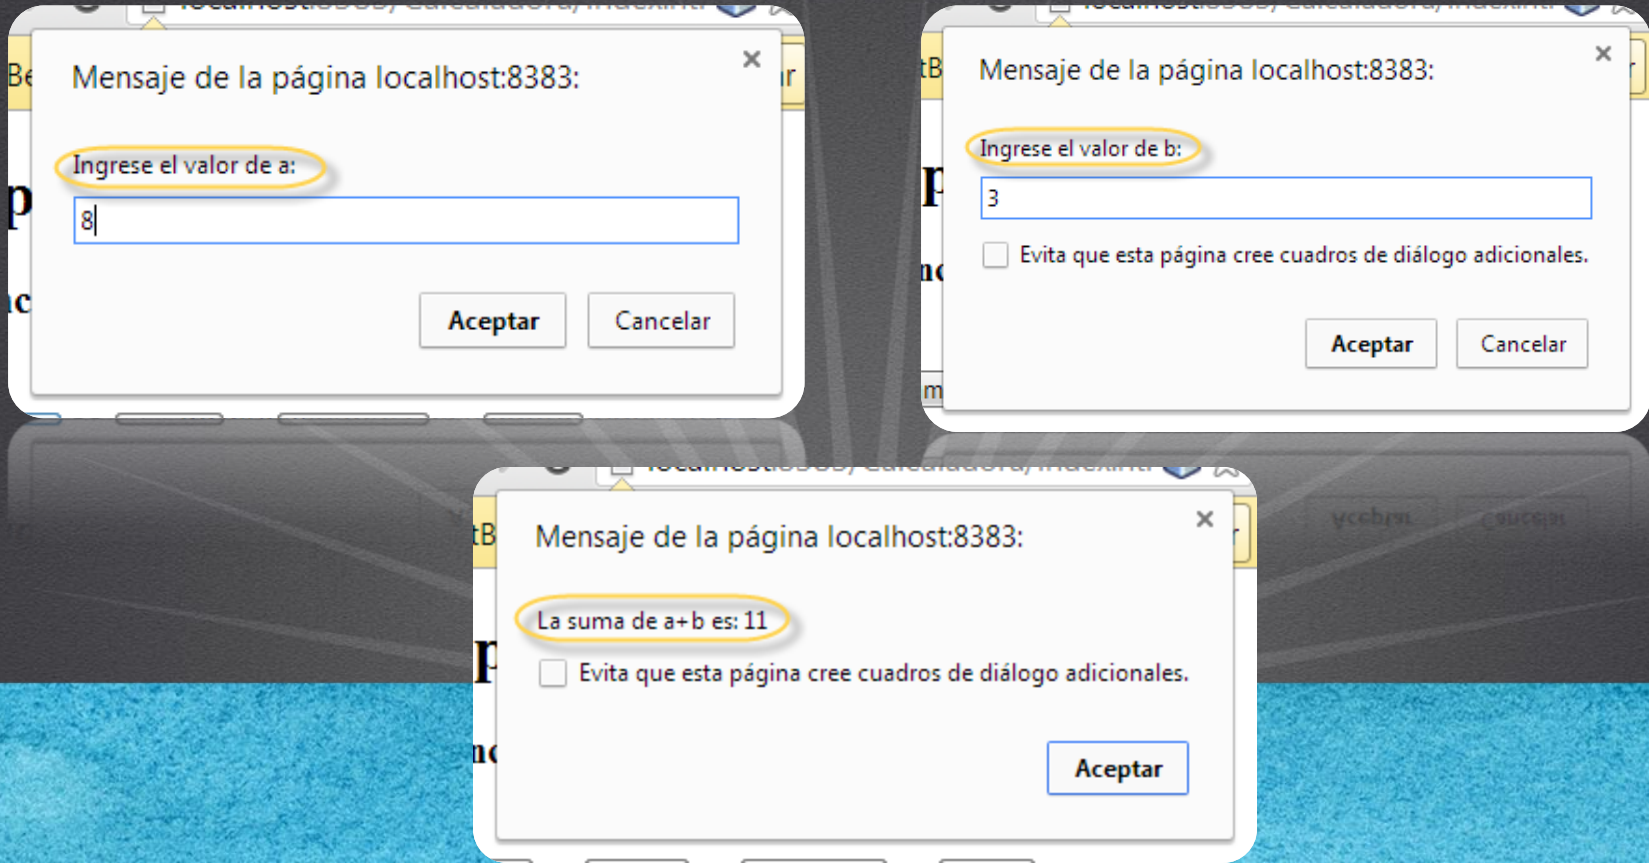 Mensaje de la página localhost:8383:
Ingrese el valor de a:
8
Aceptar Cancelar
Mensaje de la página localhost:8383:
Ingrese el valor de b:
3
Evita que esta página cree cuadros de diálogo adicionales.
Aceptar Cancelar
Mensaje de la página localhost:8383:
La suma de a+b es: 11
Evita que esta página cree cuadros de diálogo adicionales.
Aceptar